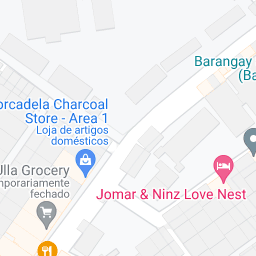 Barangay
(Ba
orcadela Charcoal
Store - Area 1
Loja de artigos
domésticos
Ulla Grocery
mporariamente
fechado
Jomar & Ninz Love Nest